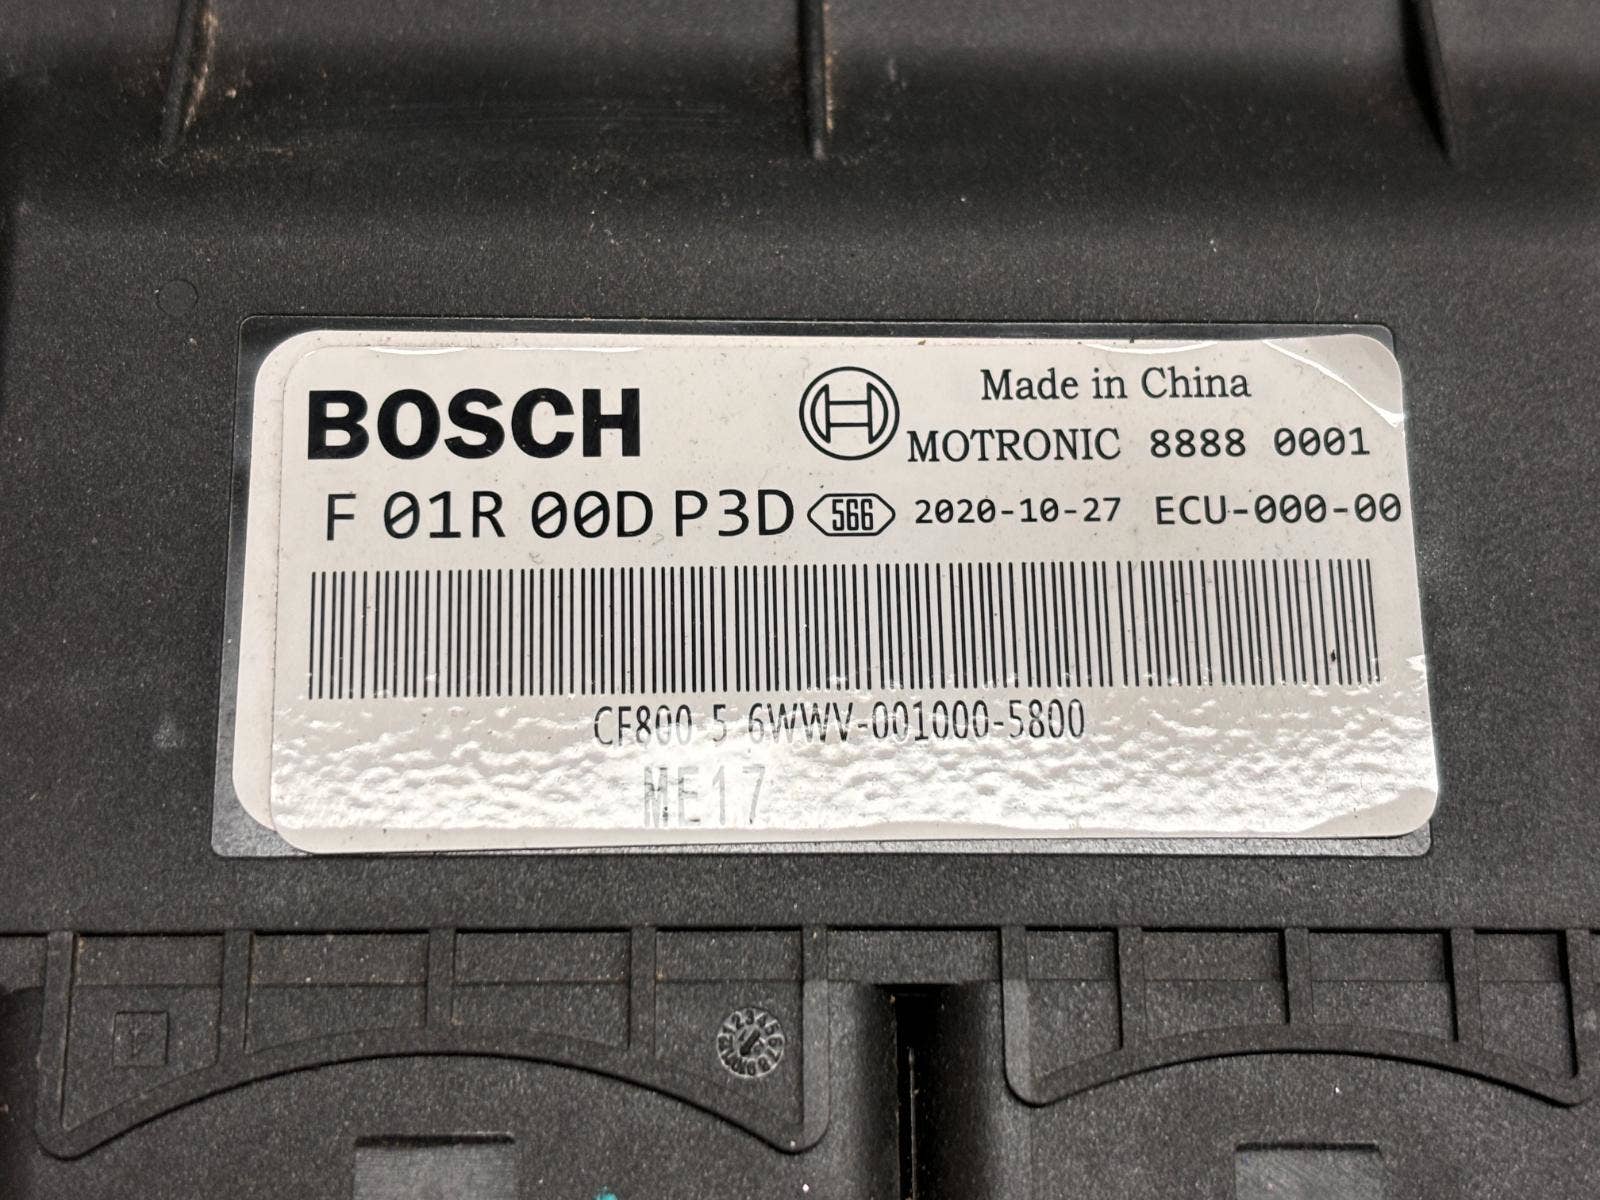 BOSCH
Made in China
MOTRONIC 8888 0001
F 01R 00D P3D 566 2020-10-27 ECU-000-00
CF800-5 6WWV-001000-5800
ME17